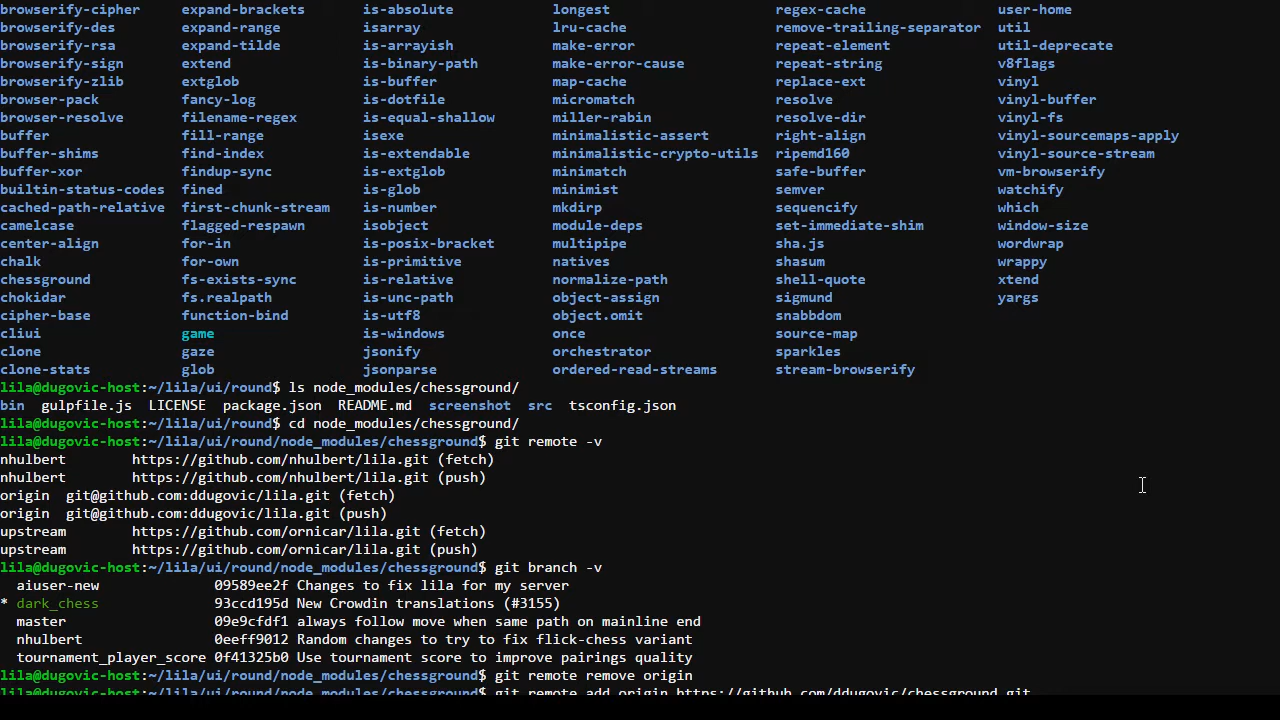 browserify-cipher expand-brackets is-absolute longest regex-cache user-home
browserify-des expand-range isarray lru-cache remove-trailing-separator util
browserify-rsa expand-tilde is-arrayish make-error repeat-element util-deprecate
browserify-sign extend is-binary-path make-error-cause repeat-string v8flags
browserify-zlib extglob is-buffer map-cache replace-ext vinyl
browser-pack fancy-log is-dotfile micromatch resolve vinyl-buffer
browser-resolve filename-regex is-equal-shallow miller-rabin resolve-dir vinyl-fs
buffer fill-range isexe minimalistic-assert right-align vinyl-sourcemaps-apply
buffer-shims find-index is-extendable minimalistic-crypto-utils ripemd160 vinyl-source-stream
buffer-xor findup-sync is-extglob minimatch safe-buffer vm-browserify
builtin-status-codes fined is-glob minimist semver watchify
cached-path-relative first-chunk-stream is-number mkdirp sequencify which
camelcase flagged-respawn isobject module-deps set-immediate-shim window-size
center-align for-in is-posix-bracket multipipe sha.js wordwrap
chalk for-own is-primitive natives shasum wrappy
chessground fs-exists-sync is-relative normalize-path shell-quote xtend
chokidar fs.realpath is-unc-path object-assign sigmund yargs
cipher-base function-bind is-utf8 object.omit snabbdom
cliui game is-windows once source-map
clone gaze jsonify orchestrator sparkles
clone-stats glob jsonparse ordered-read-streams stream-browserify
lila@dugovic-host:~/lila/ui/round$ ls node_modules/chessground/
bin gulpfile.js LICENSE package.json README.md screenshot src tsconfig.json
lila@dugovic-host:~/lila/ui/round$ cd node_modules/chessground/
lila@dugovic-host:~/lila/ui/round/node_modules/chessground$ git remote -v
nhulbert https://github.com/nhulbert/lila.git (fetch)
nhulbert https://github.com/nhulbert/lila.git (push)
origin git@github.com:ddugovic/lila.git (fetch)
origin git@github.com:ddugovic/lila.git (push)
upstream https://github.com/ornicar/lila.git (fetch)
upstream https://github.com/ornicar/lila.git (push)
lila@dugovic-host:~/lila/ui/round/node_modules/chessground$ git branch -v
aiuser-new 09589ee2f Changes to fix lila for my server
* dark_chess 93ccd195d New Crowdin translations (#3155)
master 09e9cfdf1 always follow move when same path on mainline end
nhulbert 0eeff9012 Random changes to try to fix flick-chess variant
tournament_player_score 0f41325b0 Use tournament score to improve pairings quality
lila@dugovic-host:~/lila/ui/round/node_modules/chessground$ git remote remove origin
lila@dugovic-host:~/lila/ui/round/node_modules/chessground$ git remote add origin https://github.com/ddugovic/chessground.git